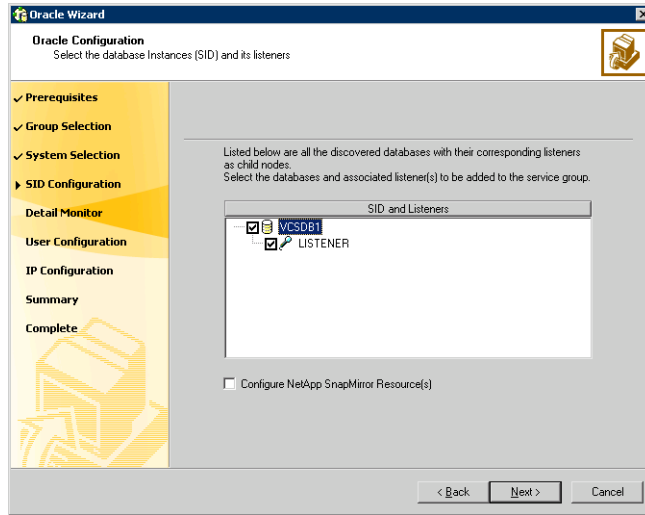 Oracle Wizard
Oracle Configuration
Select the database Instances (SID) and its listeners
Prerequisites
Group Selection
System Selection
SID Configuration
Detail Monitor
User Configuration
IP Configuration
Summary
Complete
Listed below are all the discovered databases with their corresponding listeners
as child nodes.
Select the databases and associated listener(s) to be added to the service group.
SID and Listeners
VCSDB1
LISTENER
Configure NetApp SnapMirror Resource(s)
< Back
Next >
Cancel